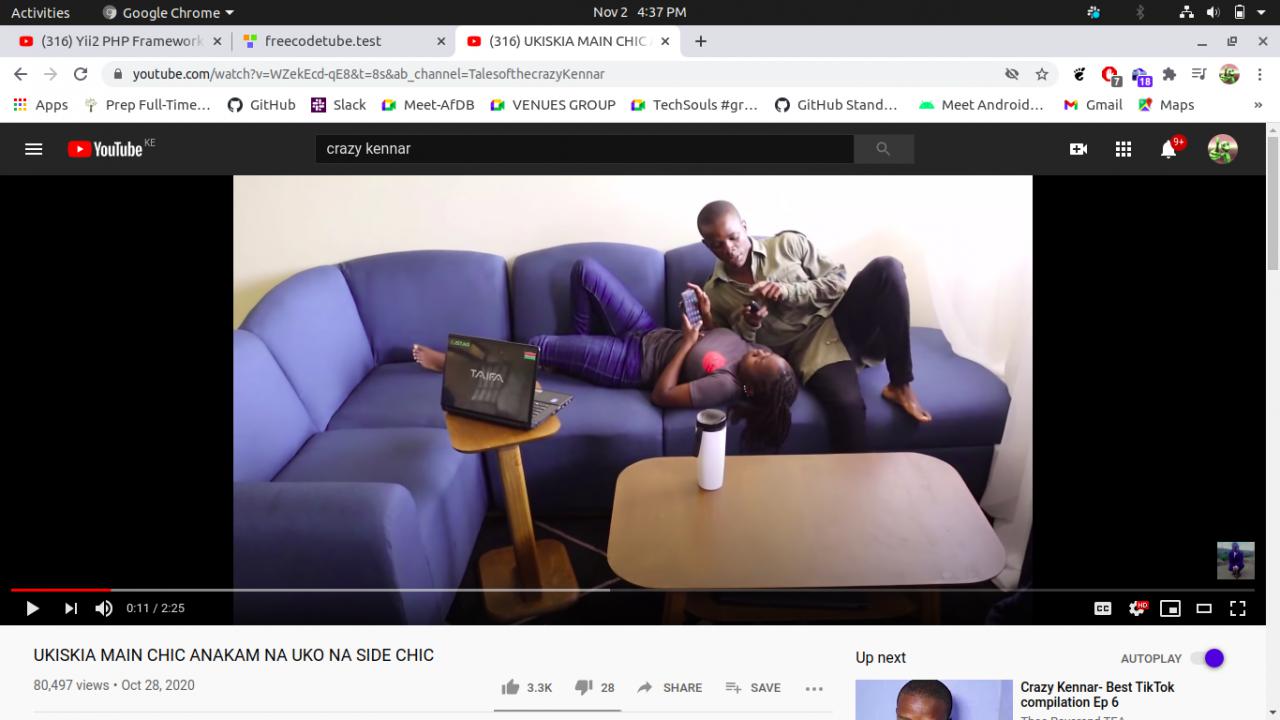 Activities
Google Chrome
Nov 2 4:37 PM
(316) Yii2 PHP Framework
freecodetube.test
(316) UKISKIA MAIN CHIC
youtube.com/watch?v=WZekEcd-qE8&t=8s&ab_channel=TalesofthecrazyKennar
7
18
Apps
Prep Full-Time…
GitHub
Slack
Meet-AfDB
VENUES GROUP
TechSouls #gr…
GitHub Stand…
Meet Android…
Gmail
Maps
»
YouTube KE
crazy kennar
9+
TAIFA
0:11 / 2:25
CC
HD
UKISKIA MAIN CHIC ANAKAM NA UKO NA SIDE CHIC
80,497 views • Oct 28, 2020
3.3K
28
SHARE
SAVE
Up next
AUTOPLAY
Crazy Kennar- Best TikTok
compilation Ep 6